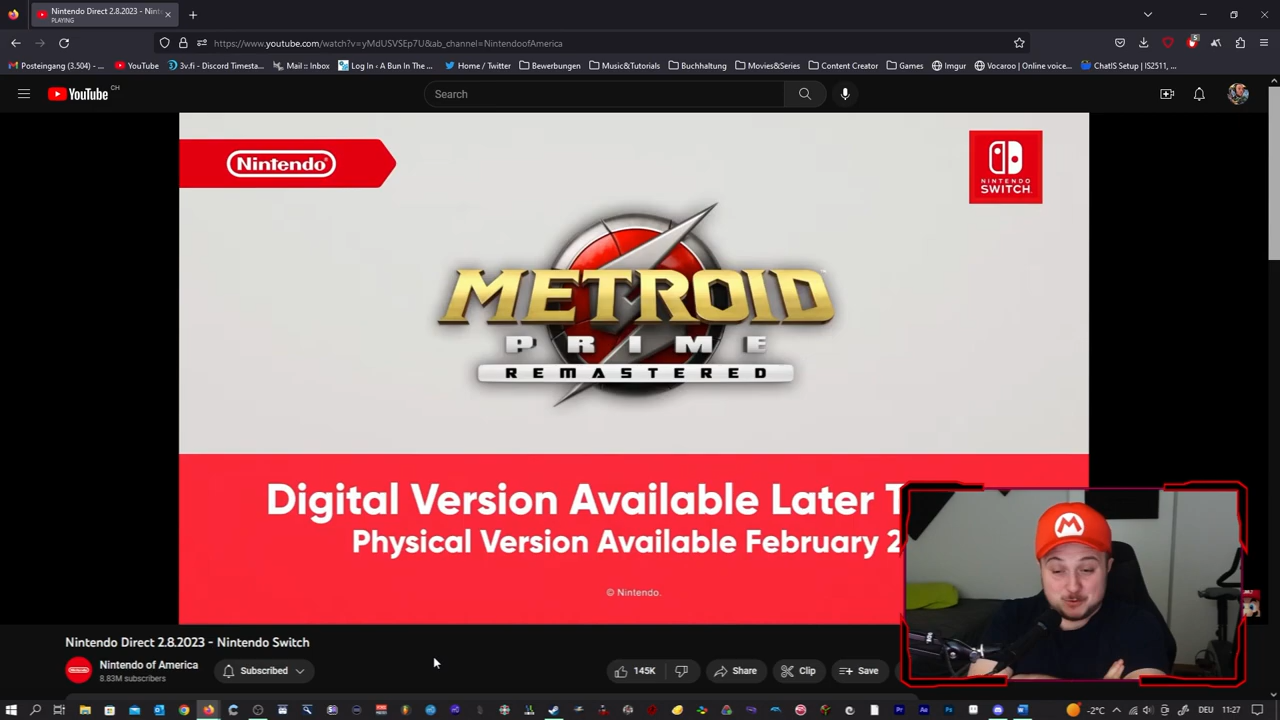 Nintendo Direct 2.8.2023 - Nint
PLAYING
https://www.youtube.com/watch?v=yMdUSVSEp7U&ab_channel=NintendoofAmerica
Posteingang (3.504) - ...
YouTube
3v.fi - Discord Timesta...
Mail :: Inbox
Log In ‹ A Bun In The ...
Home / Twitter
Bewerbungen
Music&Tutorials
Buchhaltung
Movies&Series
Content Creator
Games
Imgur
Vocaroo | Online voice...
ChatIS Setup | IS2511, ...
YouTube CH
Search
Nintendo
NINTENDO
SWITCH
METROID
PRIME
REMASTERED
Digital Version Available Later T
Physical Version Available February 2
© Nintendo.
M
Nintendo Direct 2.8.2023 - Nintendo Switch
Nintendo of America
8.83M subscribers
Subscribed
145K
Share
Clip
Save
-2°C
DEU
11:27